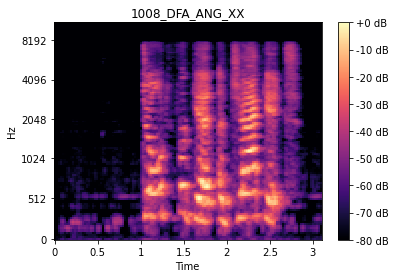 1008_DFA_ANG_XX
8192
4096
2048
1024
512
0
Hz
0 0.5 1 1.5 2 2.5 3
Time
+0 dB
-10 dB
-20 dB
-30 dB
-40 dB
-50 dB
-60 dB
-70 dB
-80 dB